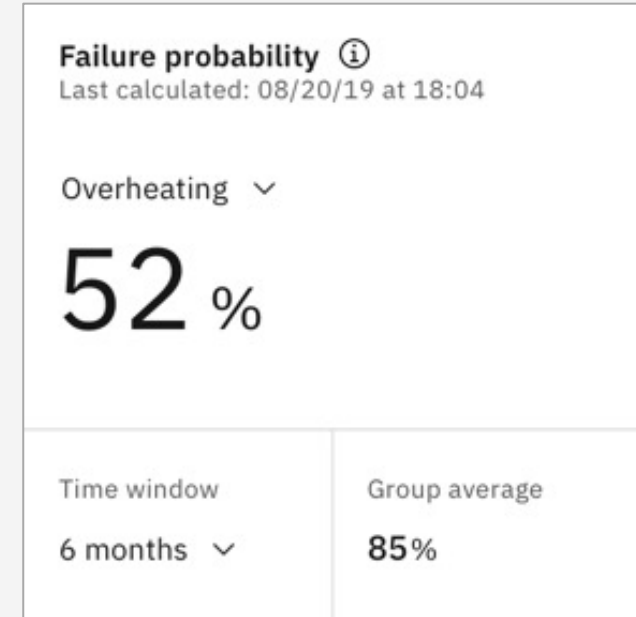 Failure probability
Last calculated: 08/20/19 at 18:04
Overheating
52 %
Time window
6 months
Group average
85%